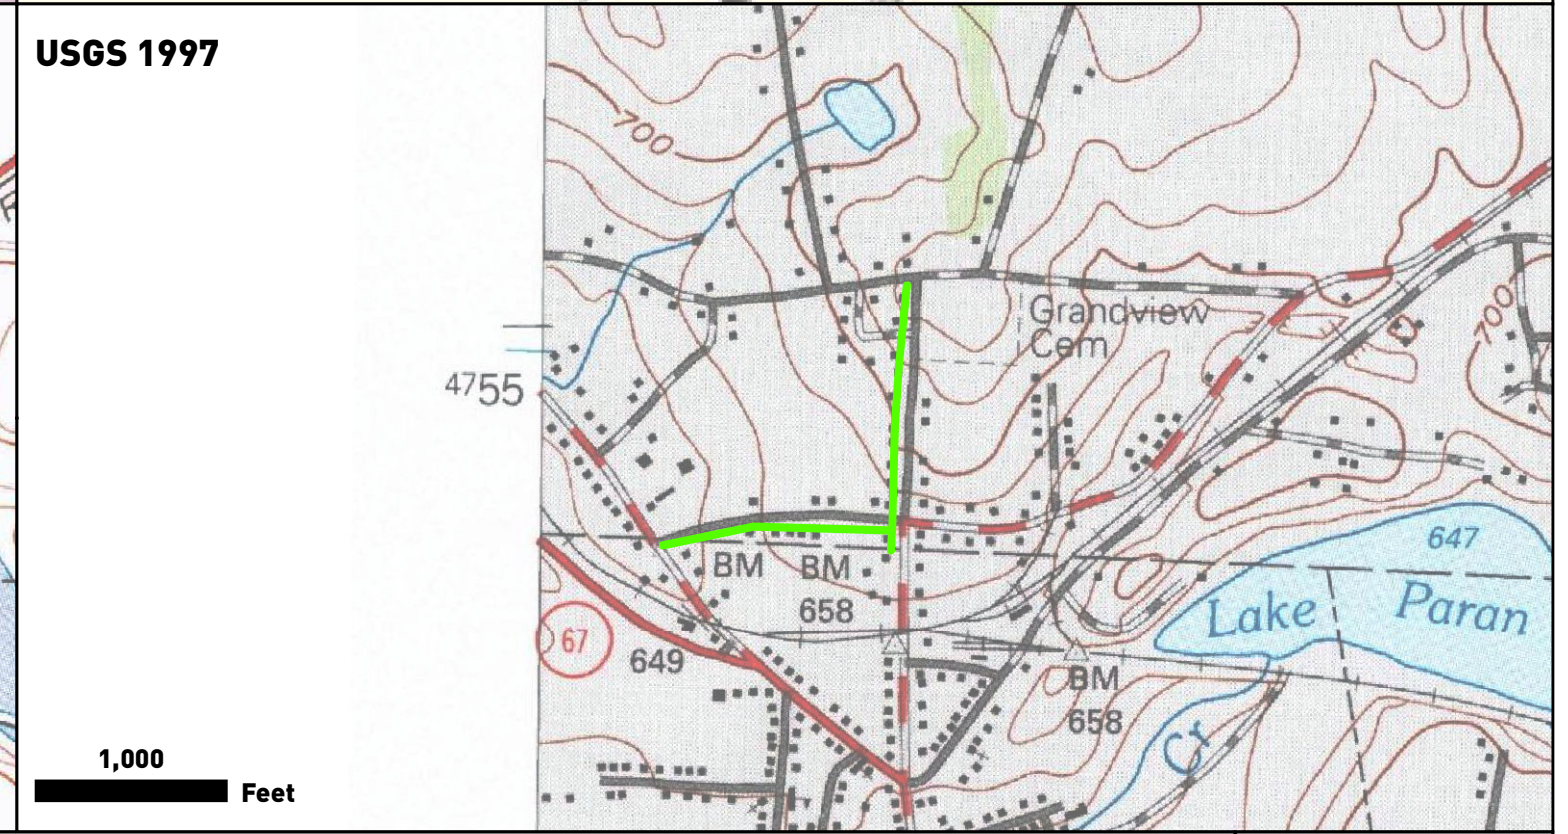 USGS 1997
700
Grandview
Cem
700
4755
647
BM
BM
658
Lake Paran
67
649
BM
658
Cr
1,000
Feet